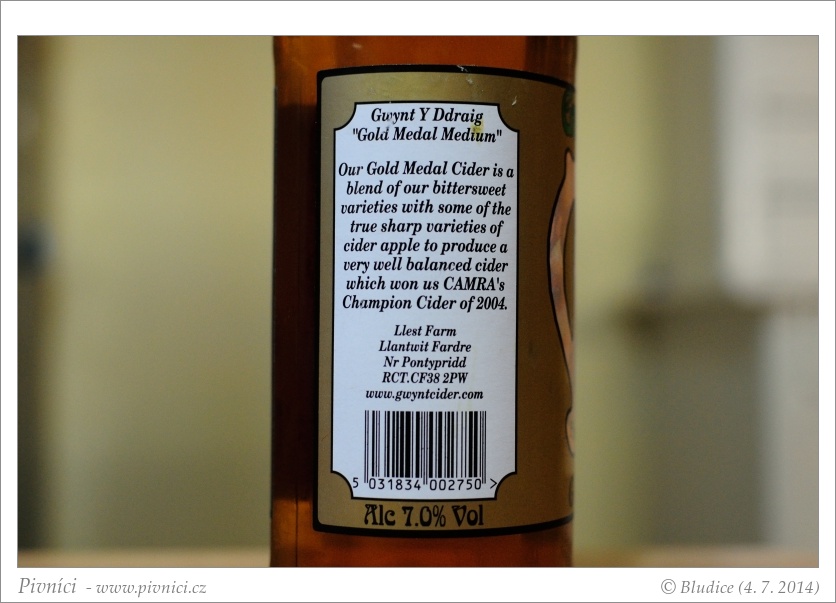 Gwynt Y Ddraig
"Gold Medal Medium"
Our Gold Medal Cider is a
blend of our bittersweet
varieties with some of the
true sharp varieties of
cider apple to produce a
very well balanced cider
which won us CAMRA's
Champion Cider of 2004.
Llest Farm
Llantwit Fardre
Nr Pontypridd
RCT.CF38 2PW
www.gwyntcider.com
5 031834 002750 >
Alc 7.0% Vol
Pivníci - www.pivnici.cz
© Bludice (4. 7. 2014)